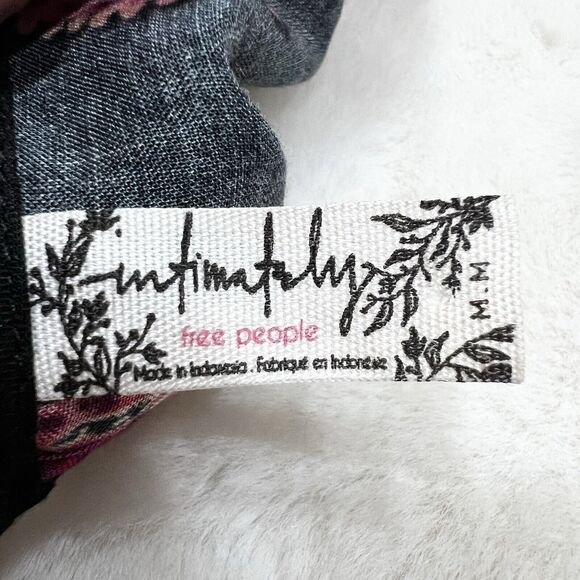 intimately
free people
Made in Indonesia . Fabriqué en Indonésie
M.M